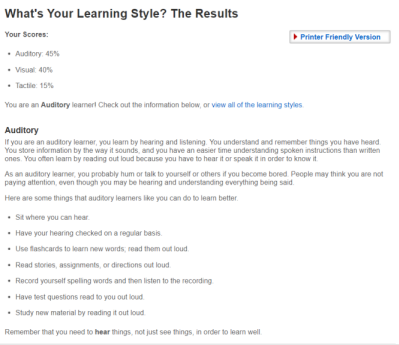 What's Your Learning Style? The Results
Your Scores:
Printer Friendly Version
• Auditory: 45%
• Visual: 40%
• Tactile: 15%
You are an Auditory learner! Check out the information below, or view all of the learning styles.
Auditory
If you are an auditory learner, you learn by hearing and listening. You understand and remember things you have heard.
You store information by the way it sounds, and you have an easier time understanding spoken instructions than written
ones. You often learn by reading out loud because you have to hear it or speak it in order to know it.
As an auditory learner, you probably hum or talk to yourself or others if you become bored. People may think you are not
paying attention, even though you may be hearing and understanding everything being said.
Here are some things that auditory learners like you can do to learn better.
• Sit where you can hear.
• Have your hearing checked on a regular basis.
• Use flashcards to learn new words; read them out loud.
• Read stories, assignments, or directions out loud.
• Record yourself spelling words and then listen to the recording.
• Have test questions read to you out loud.
• Study new material by reading it out loud.
Remember that you need to hear things, not just see things, in order to learn well.